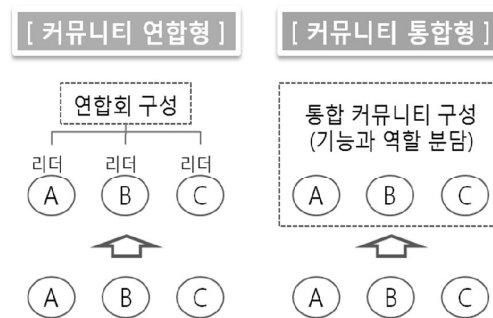 [ 커뮤니티 연합형 ]
연합회 구성
리더 리더 리더
A B C
A B C
[ 커뮤니티 통합형 ]
통합 커뮤니티 구성
(기능과 역할 분담)
A B C
A B C